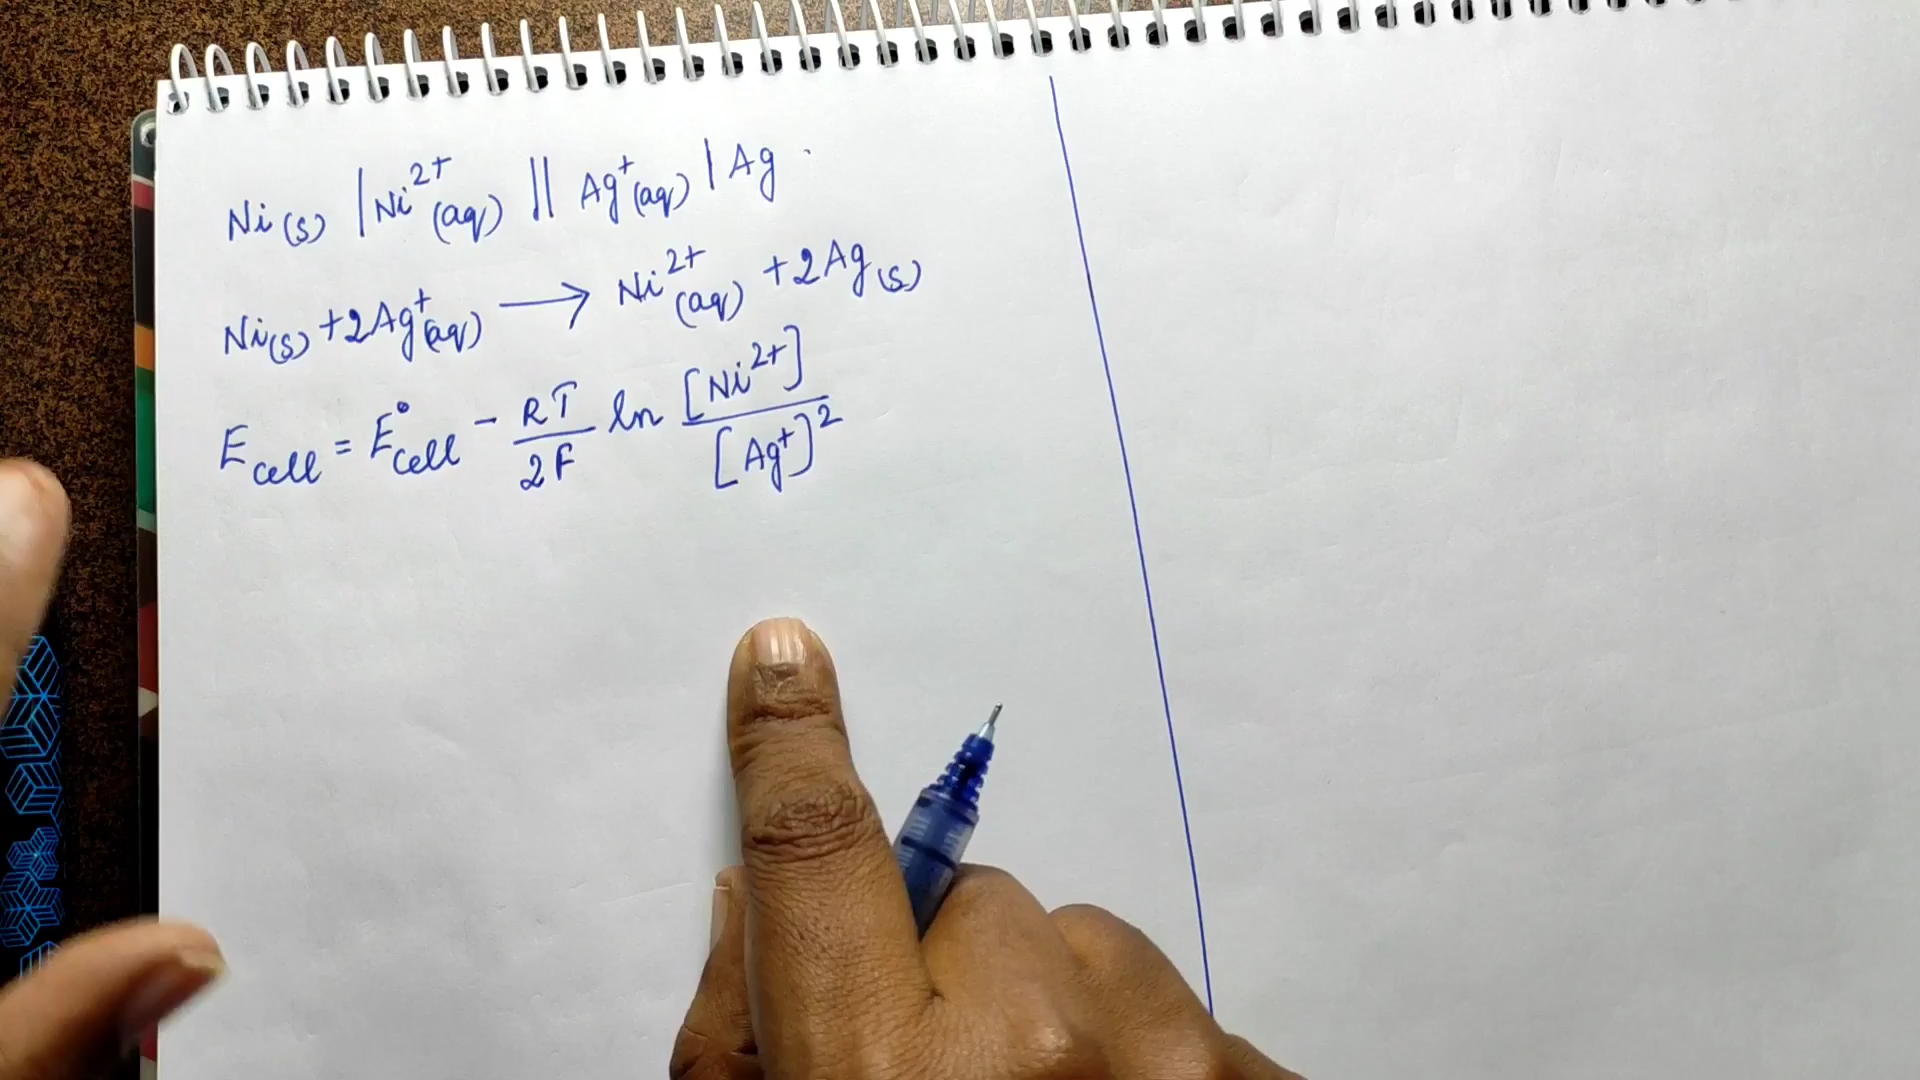 Ni(s) | Ni²⁺(aq) || Ag⁺(aq) | Ag
Ni(s) + 2Ag⁺(aq) ⟶ Ni²⁺(aq) + 2Ag(s)
E cell = E° cell - RT/2F ln [Ni²⁺]/[Ag⁺]²